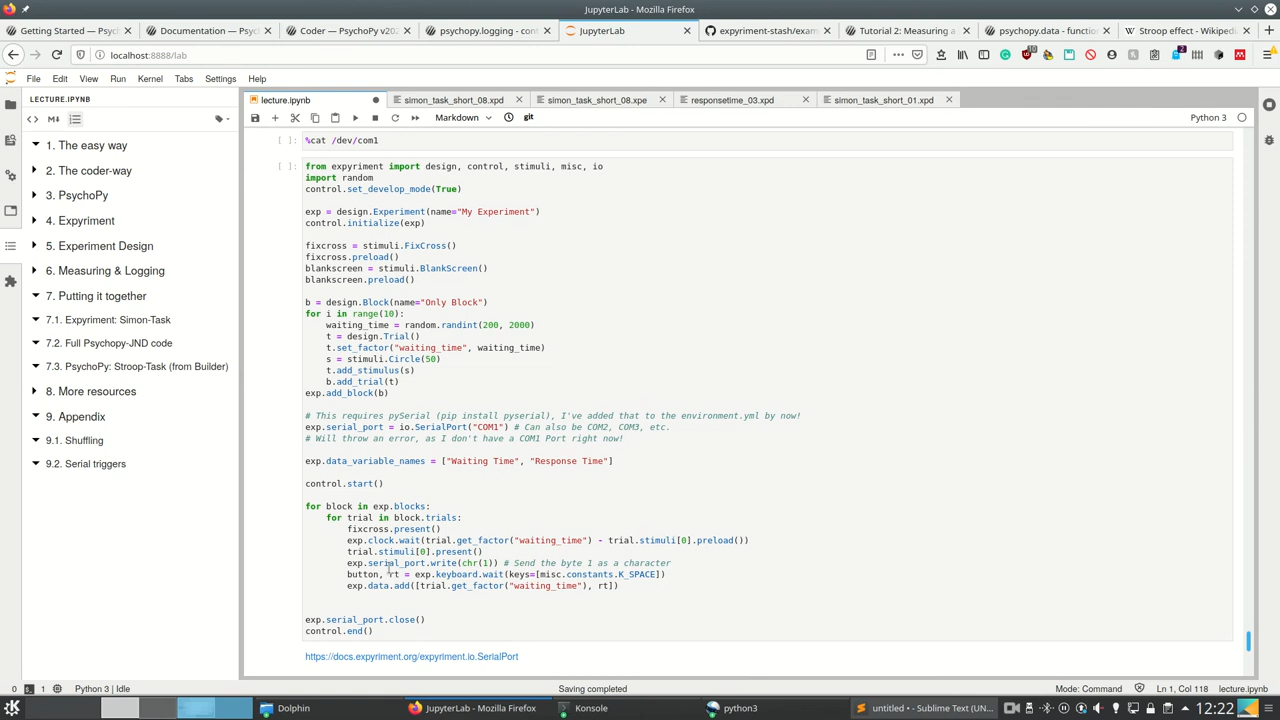 JupyterLab - Mozilla Firefox
Getting Started — Psyc
Documentation — Psyc
Coder — PsychoPy v202
psychopy.logging - con
JupyterLab
expyriment-stash/exam
Tutorial 2: Measuring a
psychopy.data - functio
Stroop effect - Wikiped
localhost:8888/lab
File Edit View Run Kernel Tabs Settings Help
LECTURE.IPYNB
lecture.ipynb
simon_task_short_08.xpd
simon_task_short_08.xpe
responsetime_03.xpd
simon_task_short_01.xpd
Markdown
git
Python 3
1. The easy way
2. The coder-way
3. PsychoPy
4. Expyriment
5. Experiment Design
6. Measuring & Logging
7. Putting it together
7.1. Expyriment: Simon-Task
7.2. Full Psychopy-JND code
7.3. PsychoPy: Stroop-Task (from Builder)
8. More resources
9. Appendix
9.1. Shuffling
9.2. Serial triggers
[ ]: %cat /dev/com1
[ ]: from expyriment import design, control, stimuli, misc, io
import random
control.set_develop_mode(True)
exp = design.Experiment(name="My Experiment")
control.initialize(exp)
fixcross = stimuli.FixCross()
fixcross.preload()
blankscreen = stimuli.BlankScreen()
blankscreen.preload()
b = design.Block(name="Only Block")
for i in range(10):
waiting_time = random.randint(200, 2000)
t = design.Trial()
t.set_factor("waiting_time", waiting_time)
s = stimuli.Circle(50)
t.add_stimulus(s)
b.add_trial(t)
exp.add_block(b)
# This requires pySerial (pip install pyserial), I've added that to the environment.yml by now!
exp.serial_port = io.SerialPort("COM1") # Can also be COM2, COM3, etc.
# Will throw an error, as I don't have a COM1 Port right now!
exp.data_variable_names = ["Waiting Time", "Response Time"]
control.start()
for block in exp.blocks:
for trial in block.trials:
fixcross.present()
exp.clock.wait(trial.get_factor("waiting_time") - trial.stimuli[0].preload())
trial.stimuli[0].present()
exp.serial_port.write(chr(1)) # Send the byte 1 as a character
button, rt = exp.keyboard.wait(keys=[misc.constants.K_SPACE])
exp.data.add([trial.get_factor("waiting_time"), rt])
exp.serial_port.close()
control.end()
https://docs.expyriment.org/expyriment.io.SerialPort
0 1 Python 3 | Idle
Saving completed
Mode: Command
Ln 1, Col 118
lecture.ipynb
Dolphin
JupyterLab - Mozilla Firefox
Konsole
python3
untitled • - Sublime Text (UN...
12:22